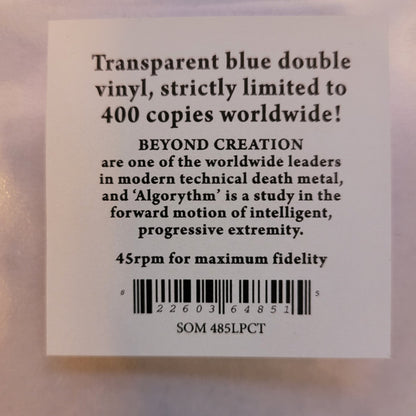 Transparent blue double
vinyl, strictly limited to
400 copies worldwide!
BEYOND CREATION
are one of the worldwide leaders
in modern technical death metal,
and ‘Algorythm’ is a study in the
forward motion of intelligent,
progressive extremity.
45rpm for maximum fidelity
8 22603 64851 5
SOM 485LPCT